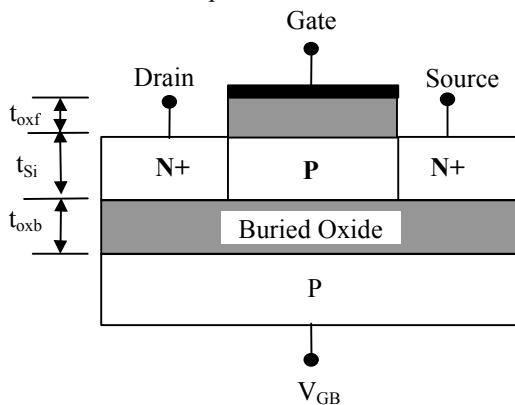 Gate
Drain
Source
t_oxf
t_Si
t_oxb
N+
P
N+
Buried Oxide
P
V_GB